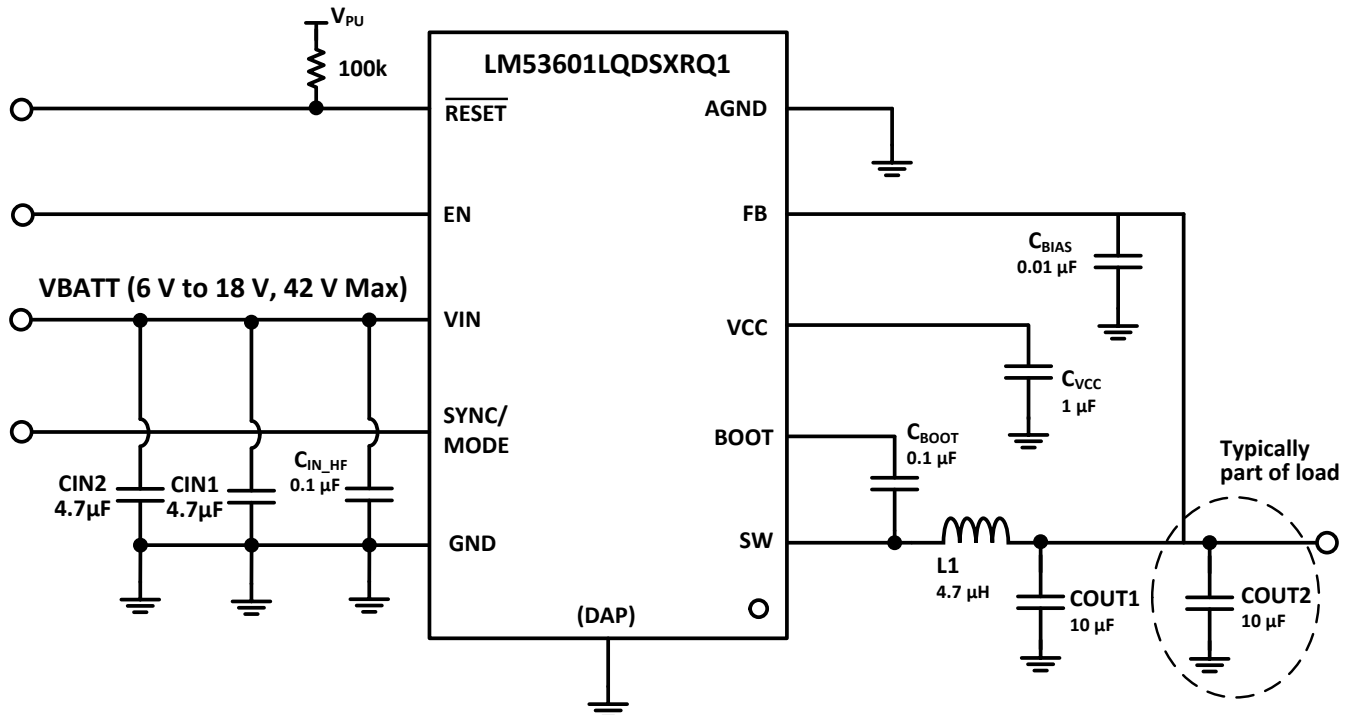 VPU
100k
LM53601LQDSXRQ1
RESET
AGND
EN
FB
CBIAS
0.01 µF
VBATT (6 V to 18 V, 42 V Max)
VIN
VCC
CVCC
1 µF
SYNC/
MODE
BOOT
CBOOT
0.1 µF
Typically
part of load
CIN2
4.7µF
CIN1
4.7µF
CIN_HF
0.1 µF
GND
SW
L1
4.7 µH
COUT1
10 µF
COUT2
10 µF
(DAP)